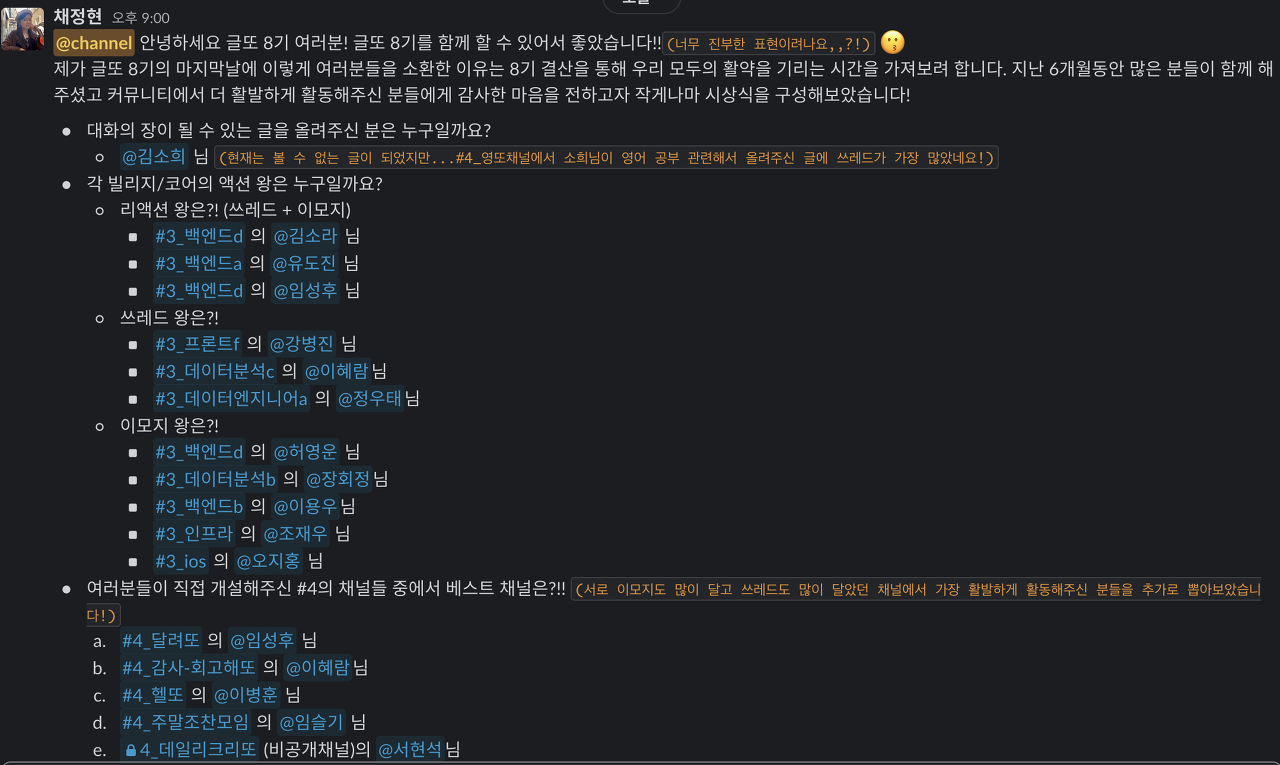 오늘
채정현 오후 9:00
@channel 안녕하세요 글또 8기 여러분! 글또 8기를 함께 할 수 있어서 좋았습니다!! (너무 진부한 표현이려나요,,?!)
제가 글또 8기의 마지막날에 이렇게 여러분들을 소환한 이유는 8기 결산을 통해 우리 모두의 활약을 기리는 시간을 가져보려 합니다. 지난 6개월동안 많은 분들이 함께 해
주셨고 커뮤니티에서 더 활발하게 활동해주신 분들에게 감사한 마음을 전하고자 작게나마 시상식을 구성해보았습니다!
• 대화의 장이 될 수 있는 글을 올려주신 분은 누구일까요?
◦ @김소희 님 (현재는 볼 수 없는 글이 되었지만...#4_영또채널에서 소희님이 영어 공부 관련해서 올려주신 글에 쓰레드가 가장 많았네요!)
• 각 빌리지/코어의 액션 왕은 누구일까요?
◦ 리액션 왕은?! (쓰레드 + 이모지)
▪ #3_백엔드d 의 @김소라 님
▪ #3_백엔드a 의 @유도진 님
▪ #3_백엔드d 의 @임성후 님
◦ 쓰레드 왕은?!
▪ #3_프론트f 의 @강병진 님
▪ #3_데이터분석c 의 @이혜람님
▪ #3_데이터엔지니어a 의 @정우태님
◦ 이모지 왕은?!
▪ #3_백엔드d 의 @허영운 님
▪ #3_데이터분석b 의 @장회정님
▪ #3_백엔드b 의 @이용우님
▪ #3_인프라 의 @조재우 님
▪ #3_ios 의 @오지홍 님
• 여러분들이 직접 개설해주신 #4의 채널들 중에서 베스트 채널은?!! (서로 이모지도 많이 달고 쓰레드도 많이 달았던 채널에서 가장 활발하게 활동해주신 분들을 추가로 뽑아보았습니
다!)
a. #4_달려또 의 @임성후 님
b. #4_감사-회고해또 의 @이혜람님
c. #4_헬또 의 @이병훈 님
d. #4_주말조찬모임 의 @임슬기 님
e. 4_데일리크리또 (비공개채널)의 @서현석님